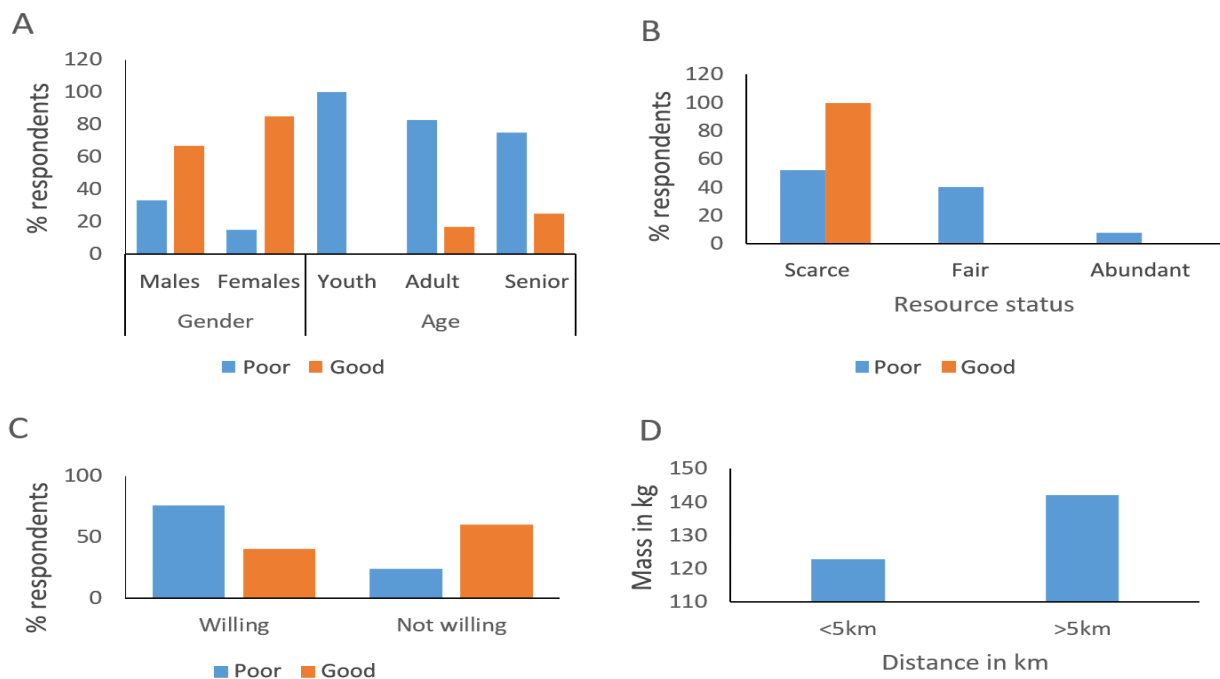 A
% respondents
120
100
80
60
40
20
0
Males Females Youth Adult Senior
Gender Age
Poor Good
B
% respondents
120
100
80
60
40
20
0
Scarce Fair Abundant
Resource status
Poor Good
C
% respondents
100
50
0
Willing Not willing
Poor Good
D
Mass in kg
150
140
130
120
110
<5km >5km
Distance in km